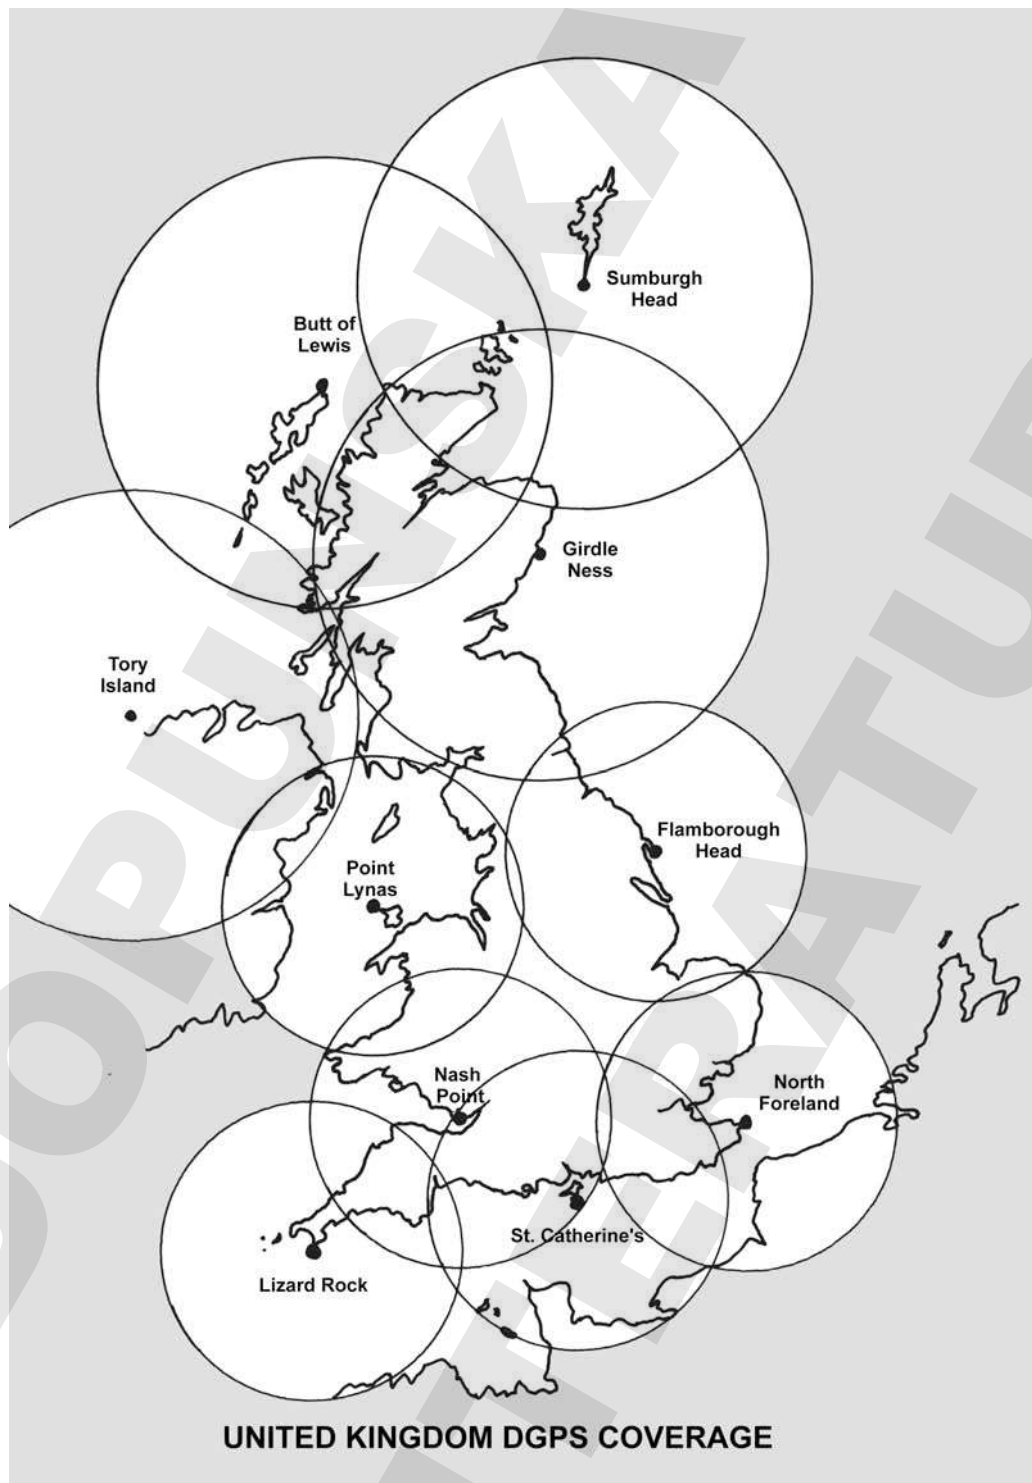 Sumburgh
Head
Butt of
Lewis
Girdle
Ness
Tory
Island
Flamborough
Head
Point
Lynas
Nash
Point
North
Foreland
St. Catherine's
Lizard Rock
UNITED KINGDOM DGPS COVERAGE